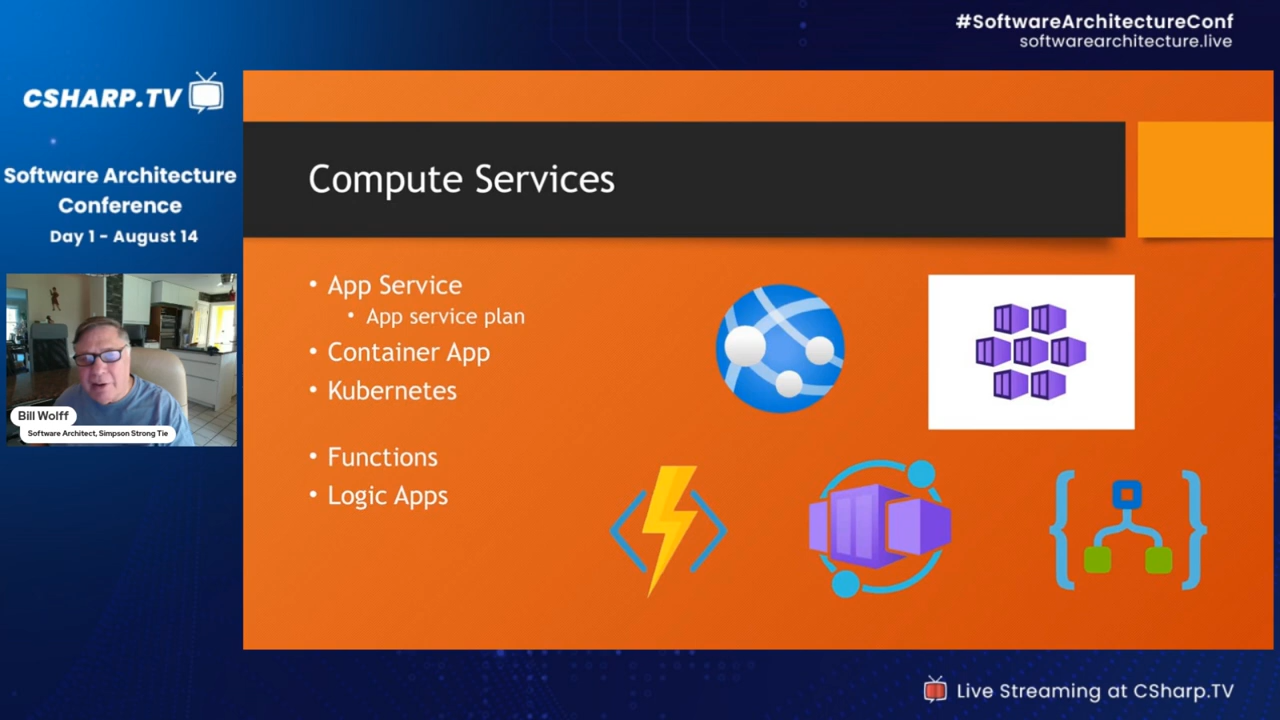 #SoftwareArchitectureConf
softwarearchitecture.live
CSHARP.TV
Software Architecture
Conference
Day 1 - August 14
Bill Wolff
Software Architect, Simpson Strong Tie
Compute Services
• App Service
• App service plan
• Container App
• Kubernetes
• Functions
• Logic Apps
Live Streaming at CSharp.TV